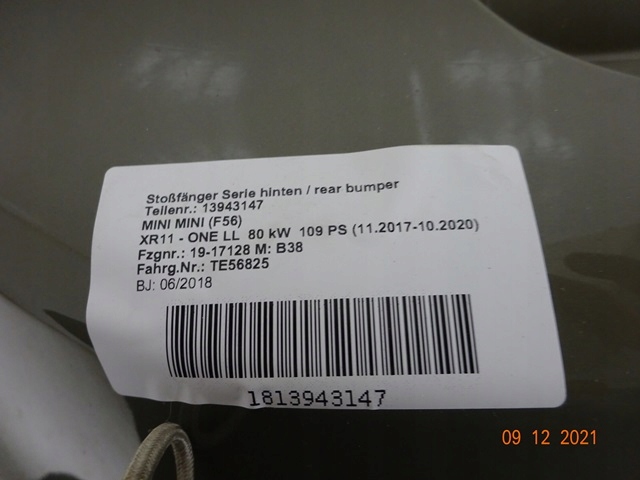 Stoßfänger Serie hinten / rear bumper
Teilenr.: 13943147
MINI MINI (F56)
XR11 - ONE LL 80 kW 109 PS (11.2017-10.2020)
Fzgnr.: 19-17128 M: B38
Fahrg.Nr.: TE56825
BJ: 06/2018
1813943147
09 12 2021